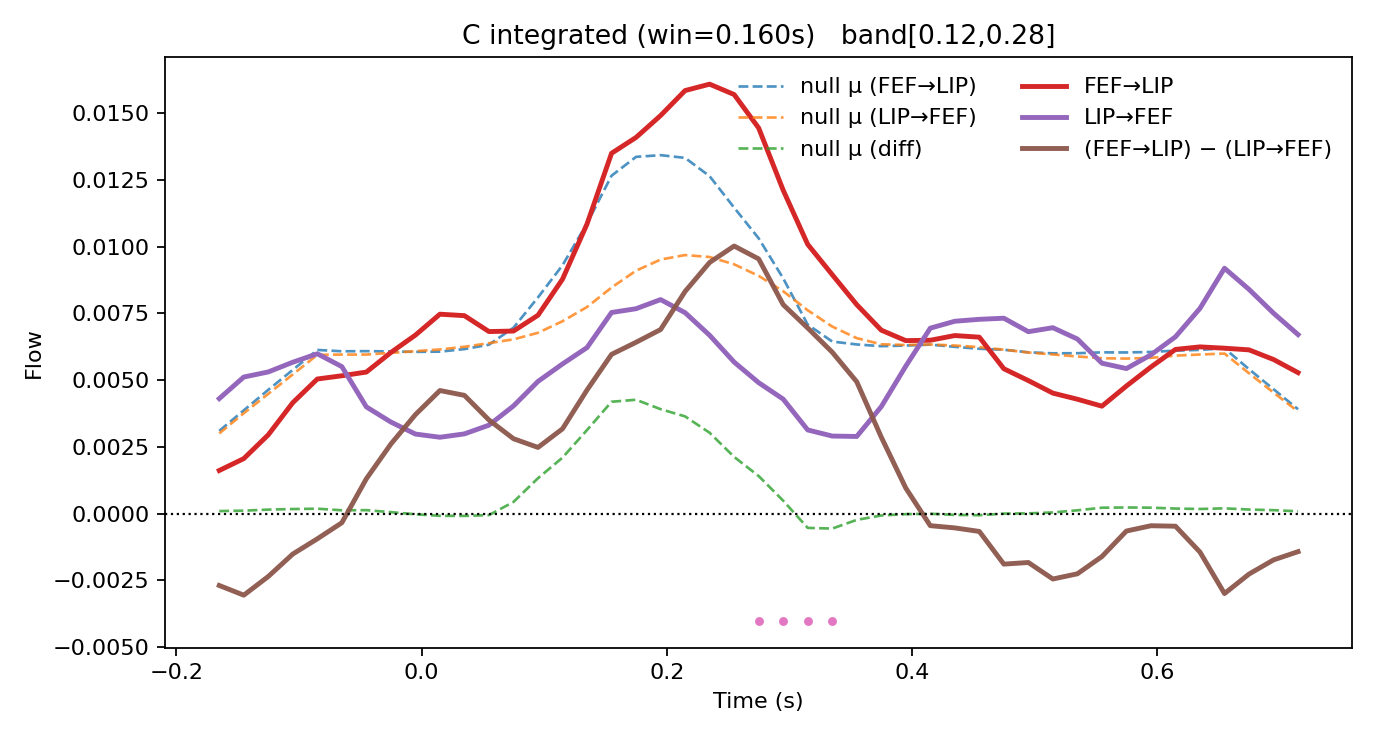 C integrated (win=0.160s)   band[0.12,0.28]
null μ (FEF→LIP)
null μ (LIP→FEF)
null μ (diff)
FEF→LIP
LIP→FEF
(FEF→LIP) − (LIP→FEF)
Flow
0.0150
0.0125
0.0100
0.0075
0.0050
0.0025
0.0000
−0.0025
−0.0050
−0.2
0.0
0.2
0.4
0.6
Time (s)